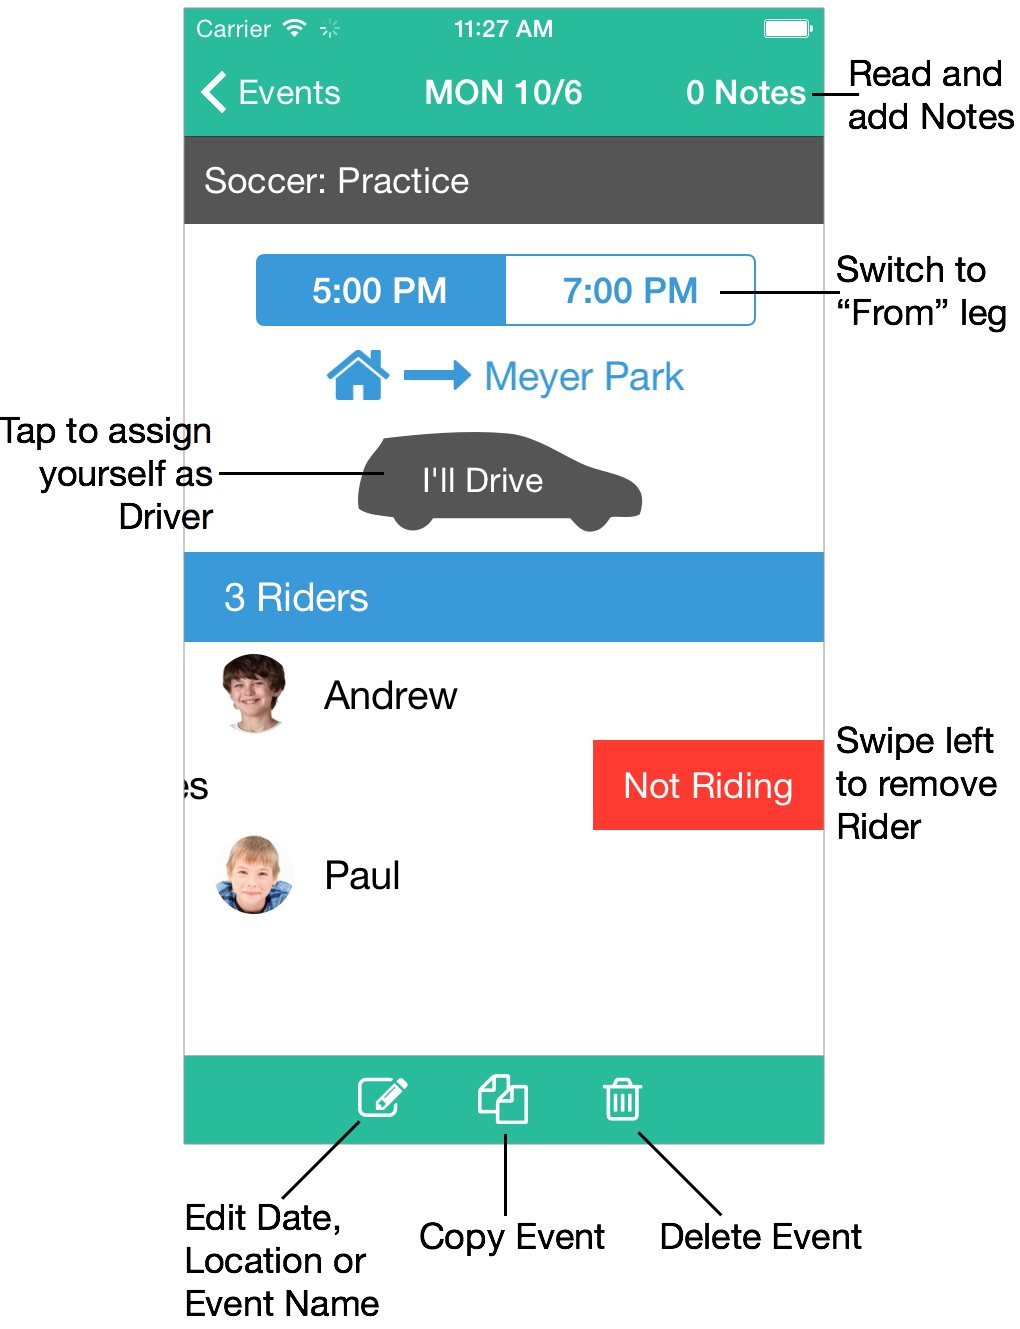 Carrier 11:27 AM
Events MON 10/6 0 Notes
Read and
add Notes
Soccer: Practice
5:00 PM 7:00 PM
Switch to
“From” leg
Meyer Park
Tap to assign
yourself as
Driver
I'll Drive
3 Riders
Andrew
es
Not Riding
Swipe left
to remove
Rider
Paul
Edit Date,
Location or
Event Name
Copy Event
Delete Event